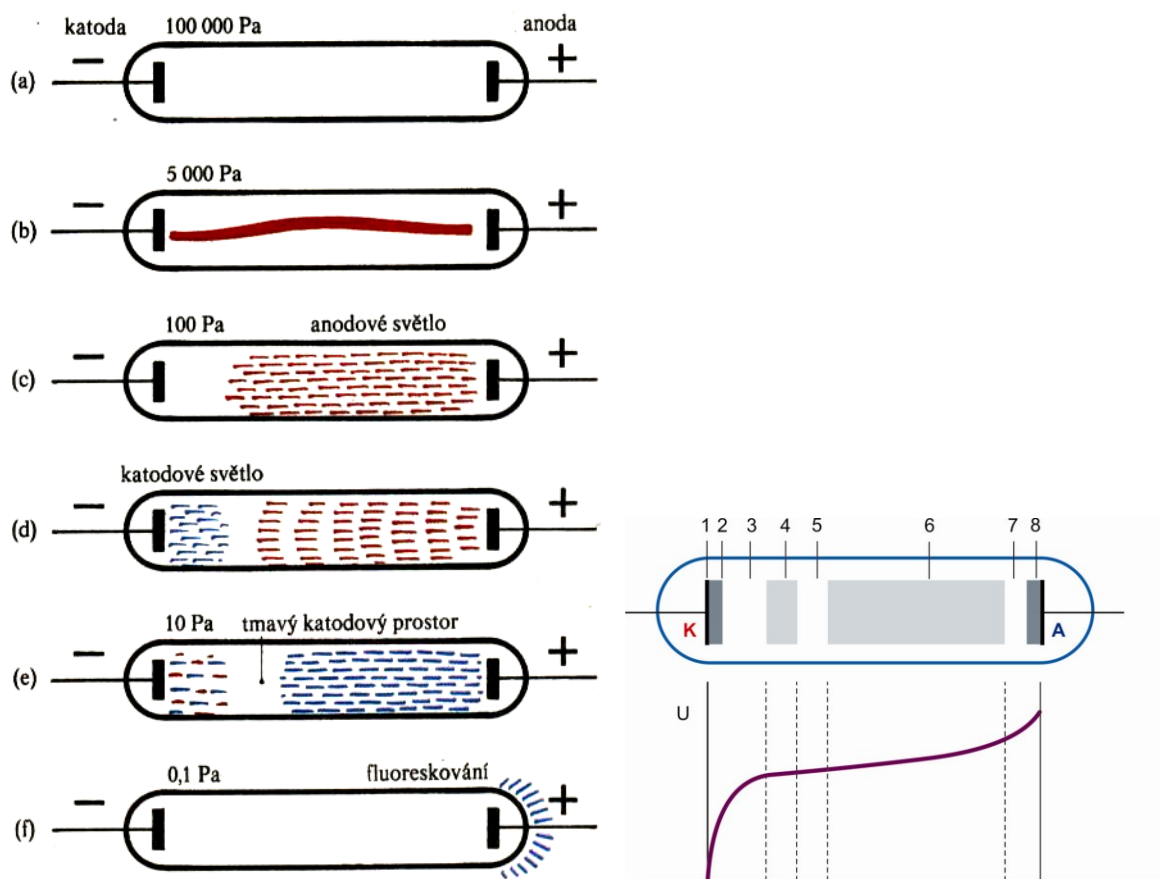 katoda 100 000 Pa anoda
− +
(a)
5 000 Pa
− +
(b)
100 Pa anodové světlo
− +
(c)
katodové světlo
− +
(d)
10 Pa tmavý katodový prostor
− +
(e)
0,1 Pa fluoreskování
− +
(f)
1 2 3 4 5 6 7 8
K A
U